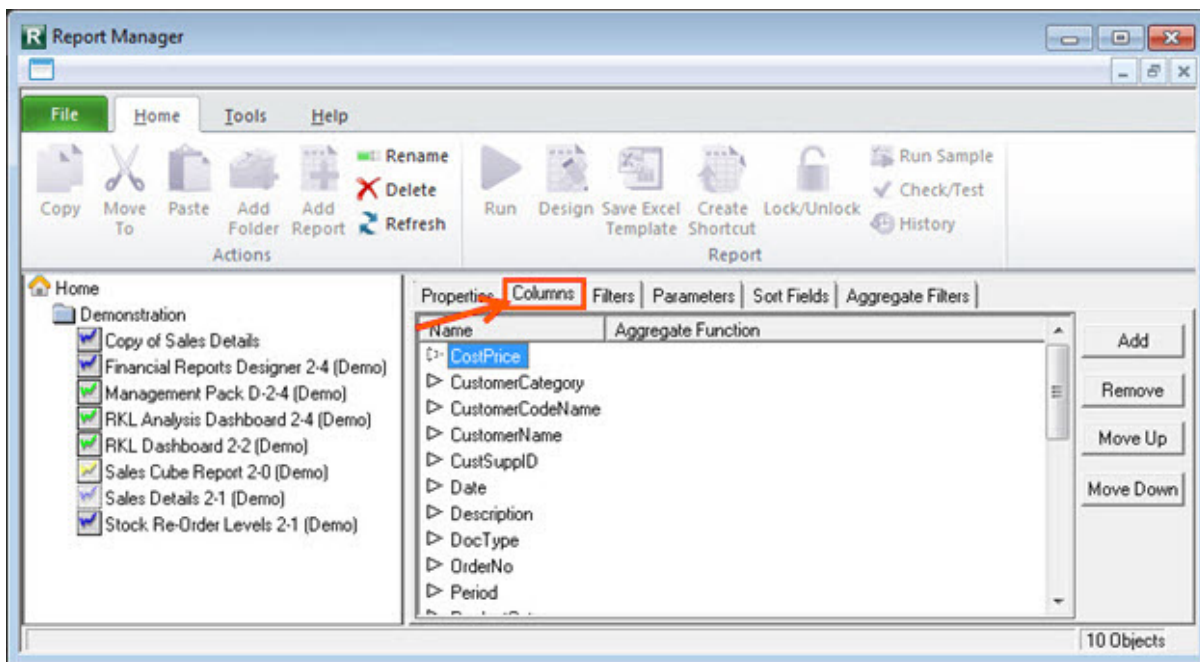 R Report Manager
File Home Tools Help
Copy Move To Paste Add Folder Add Report Rename Delete Refresh
Actions
Run Design Save Excel Template Create Shortcut Lock/Unlock Run Sample Check/Test History
Report
Home
Demonstration
Copy of Sales Details
Financial Reports Designer 2-4 (Demo)
Management Pack D-2-4 (Demo)
RKL Analysis Dashboard 2-4 (Demo)
RKL Dashboard 2-2 (Demo)
Sales Cube Report 2-0 (Demo)
Sales Details 2-1 (Demo)
Stock Re-Order Levels 2-1 (Demo)
Properties Columns Filters Parameters Sort Fields Aggregate Filters
Name Aggregate Function
CostPrice
CustomerCategory
CustomerCodeName
CustomerName
CustSuppID
Date
Description
DocType
OrderNo
Period
Add
Remove
Move Up
Move Down
10 Objects